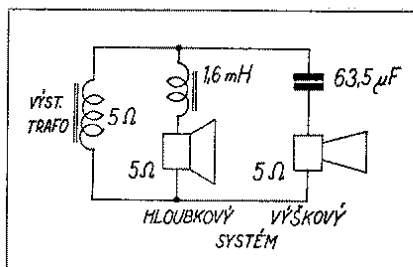 1,6 mH
63,5 µF
VÝST.
TRAFO
5 Ω
5 Ω
5 Ω
HLOUBKOVÝ
VÝŠKOVÝ
SYSTÉM